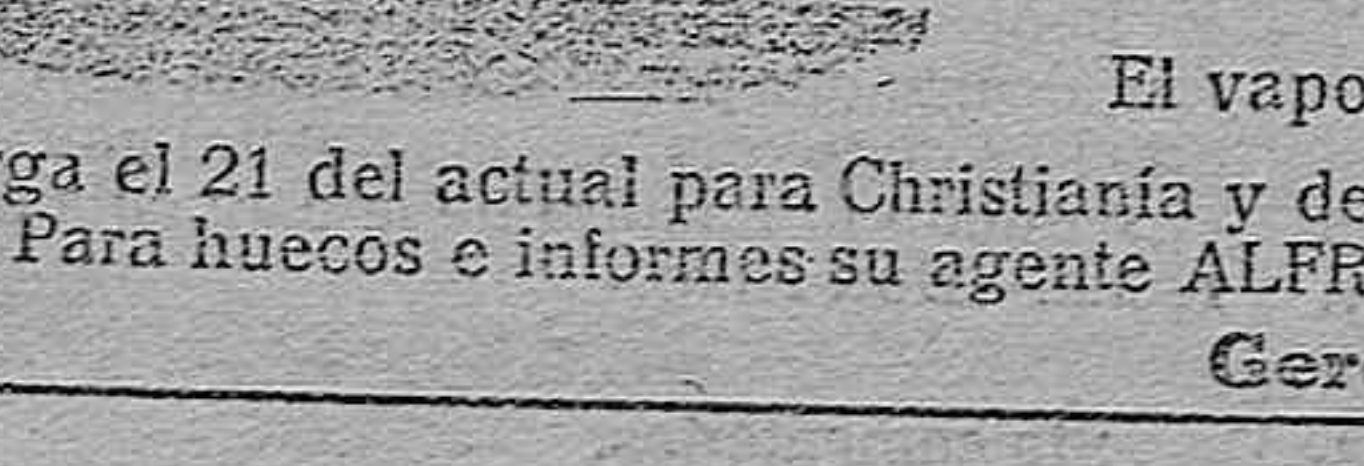 El vapo
ga el 21 del actual para Christianía y de
Para huecos e informes su agente ALFR
Ger